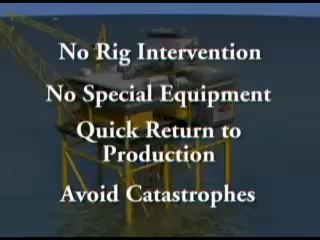 No Rig Intervention
No Special Equipment
Quick Return to
Production
Avoid Catastrophes